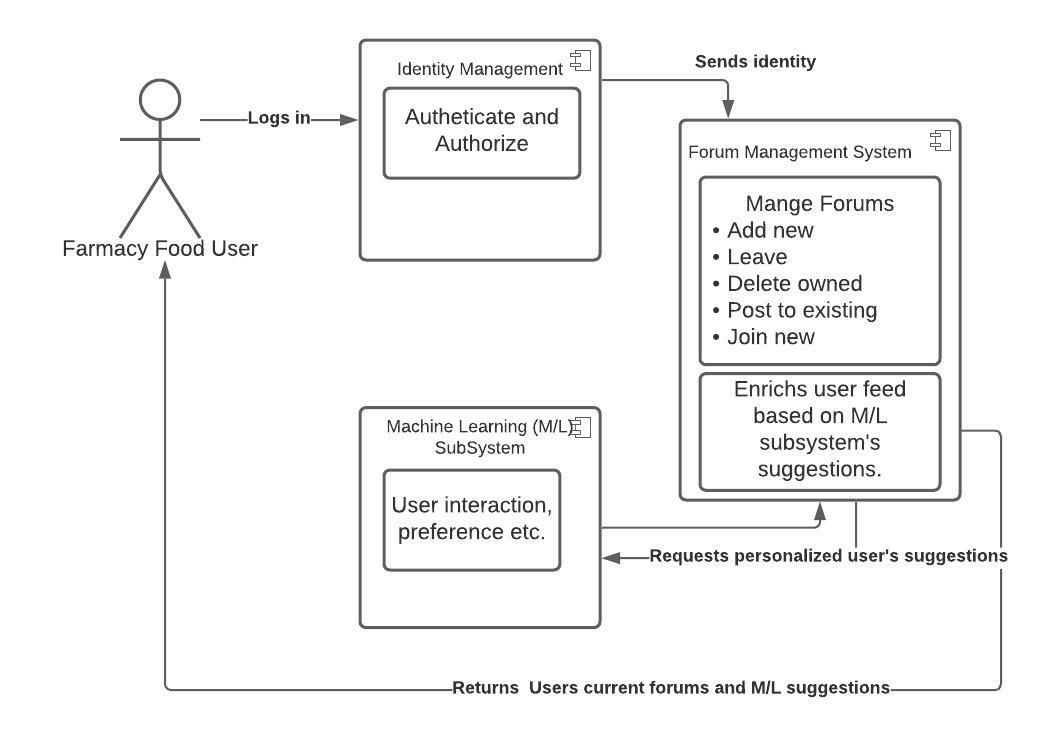 Sends identity
Identity Management
Logs in
Autheticate and
Authorize
Forum Management System
Mange Forums
• Add new
• Leave
• Delete owned
• Post to existing
• Join new
Farmacy Food User
Enrichs user feed
based on M/L
subsystem's
suggestions.
Machine Learning (M/L)
SubSystem
User interaction,
preference etc.
Requests personalized user's suggestions
Returns  Users current forums and M/L suggestions